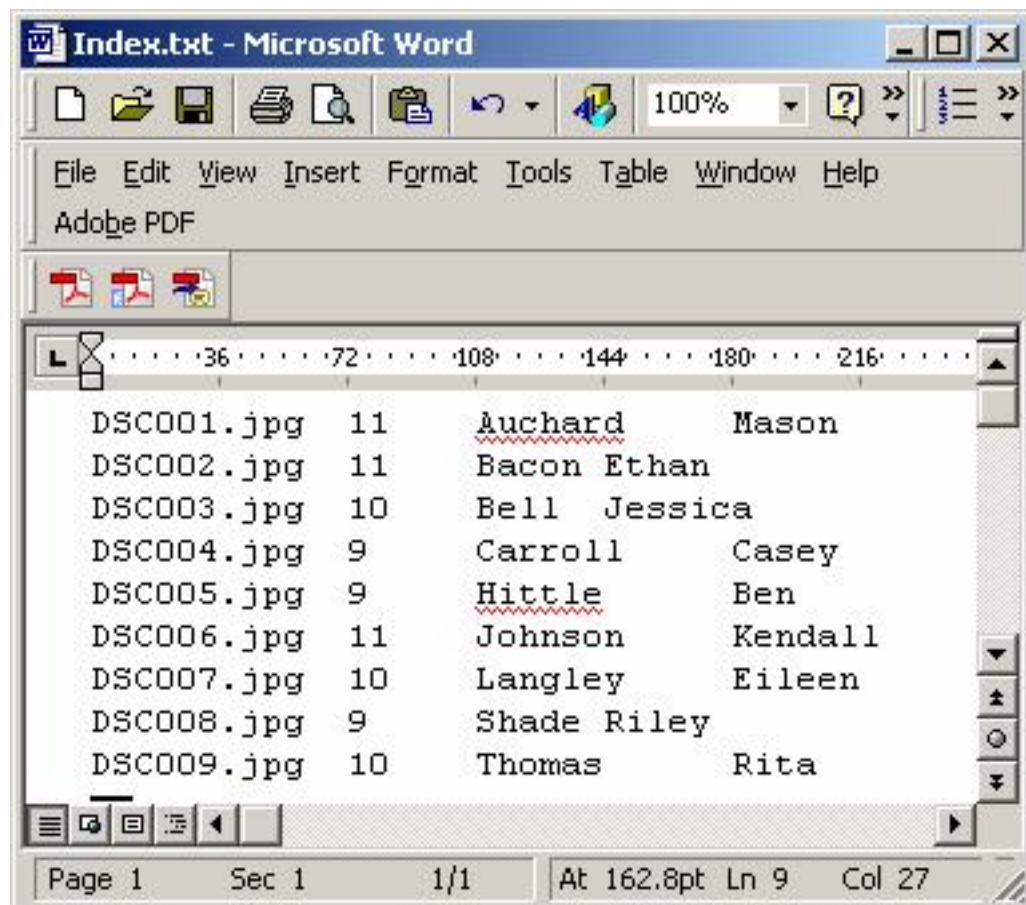 Index.txt - Microsoft Word
100%
File Edit View Insert Format Tools Table Window Help
Adobe PDF
36 72 108 144 180 216
DSC001.jpg 11 Auchard Mason
DSC002.jpg 11 Bacon Ethan
DSC003.jpg 10 Bell Jessica
DSC004.jpg 9 Carroll Casey
DSC005.jpg 9 Hittle Ben
DSC006.jpg 11 Johnson Kendall
DSC007.jpg 10 Langley Eileen
DSC008.jpg 9 Shade Riley
DSC009.jpg 10 Thomas Rita
Page 1 Sec 1 1/1 At 162.8pt Ln 9 Col 27